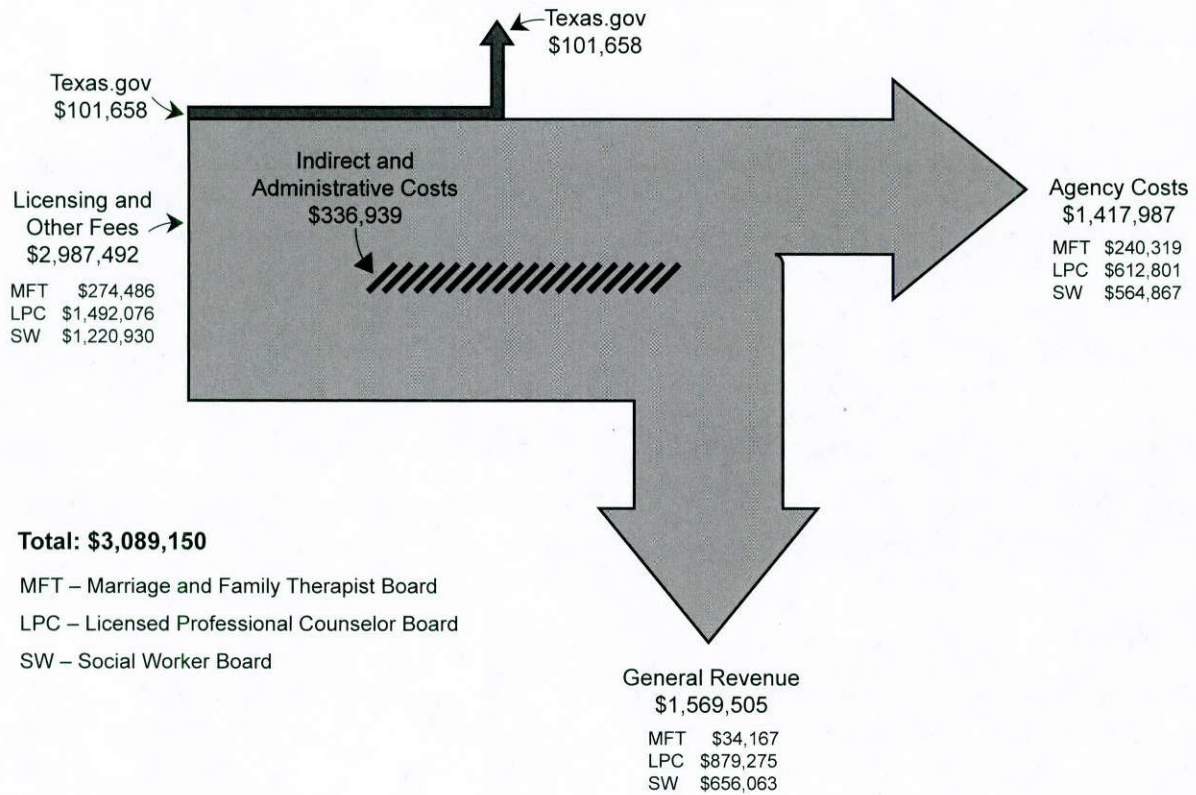 Texas.gov
$101,658
Texas.gov
$101,658
Indirect and
Administrative Costs
$336,939
Licensing and
Other Fees
$2,987,492
MFT $274,486
LPC $1,492,076
SW $1,220,930
Agency Costs
$1,417,987
MFT $240,319
LPC $612,801
SW $564,867
Total: $3,089,150
MFT – Marriage and Family Therapist Board
LPC – Licensed Professional Counselor Board
SW – Social Worker Board
General Revenue
$1,569,505
MFT $34,167
LPC $879,275
SW $656,063